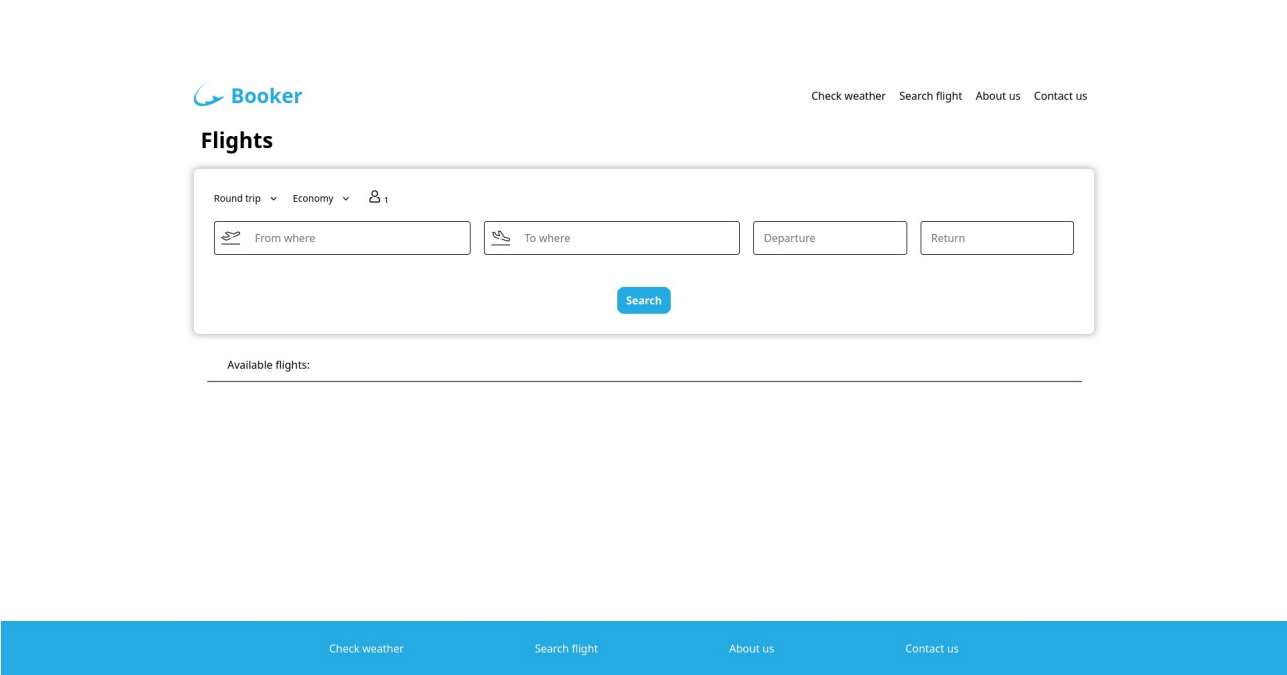 Booker
Check weather Search flight About us Contact us
Flights
Round trip Economy 1
From where To where Departure Return
Search
Available flights:
Check weather Search flight About us Contact us